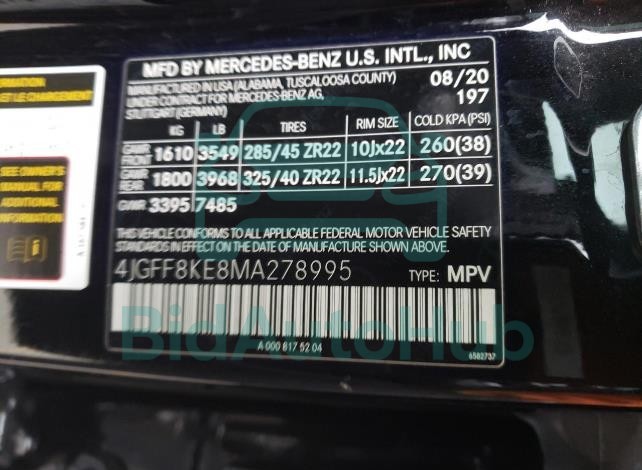 ORMATION
ET LE CHARGEMENT
SEE OWNER'S
MANUAL
MFD BY MERCEDES-BENZ U.S. INTL., INC
MANUFACTURED IN USA (ALABAMA, TUSCALOOSA COUNTY) 08/20
UNDER CONTRACT FOR MERCEDES-BENZ AG, 197
STUTTGART (GERMANY)
KG LB TIRES RIM SIZE COLD KPA (PSI)
GAWR FRONT 1610 3549 285/45 ZR22 10Jx22 260(38)
GAWR REAR 1800 3968 325/40 ZR22 11.5Jx22 270(39)
GVWR 3395 7485
THIS VEHICLE CONFORMS TO ALL APPLICABLE FEDERAL MOTOR VEHICLE SAFETY
STANDARDS IN EFFECT ON THE DATE OF MANUFACTURE SHOWN ABOVE.
4JGFF8KE8MA278995 TYPE: MPV
A 000 817 52 04
6582737
BidAutoHub